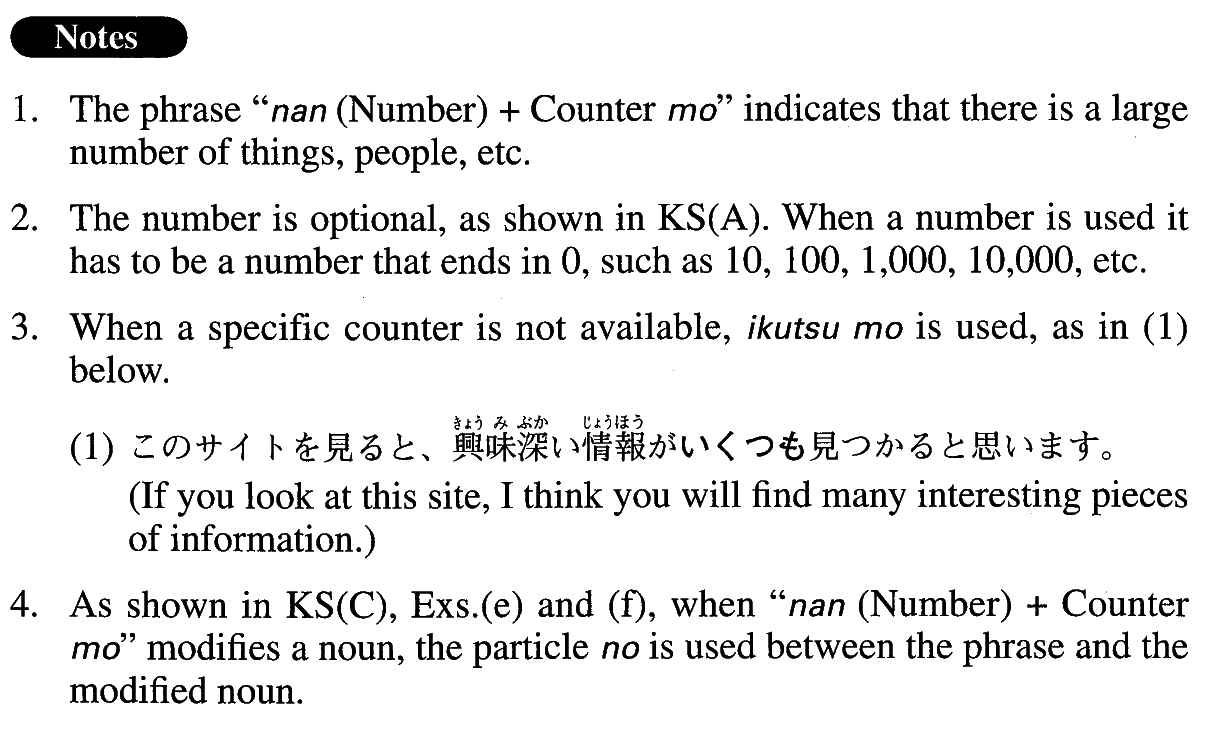 Notes
1. The phrase “nan (Number) + Counter mo” indicates that there is a large
number of things, people, etc.
2. The number is optional, as shown in KS(A). When a number is used it
has to be a number that ends in 0, such as 10, 100, 1,000, 10,000, etc.
3. When a specific counter is not available, ikutsu mo is used, as in (1)
below.
きょう み ぶか じょうほう
(1) このサイトを見ると、興味深い情報がいくつも見つかると思います。
(If you look at this site, I think you will find many interesting pieces
of information.)
4. As shown in KS(C), Exs.(e) and (f), when “nan (Number) + Counter
mo” modifies a noun, the particle no is used between the phrase and the
modified noun.